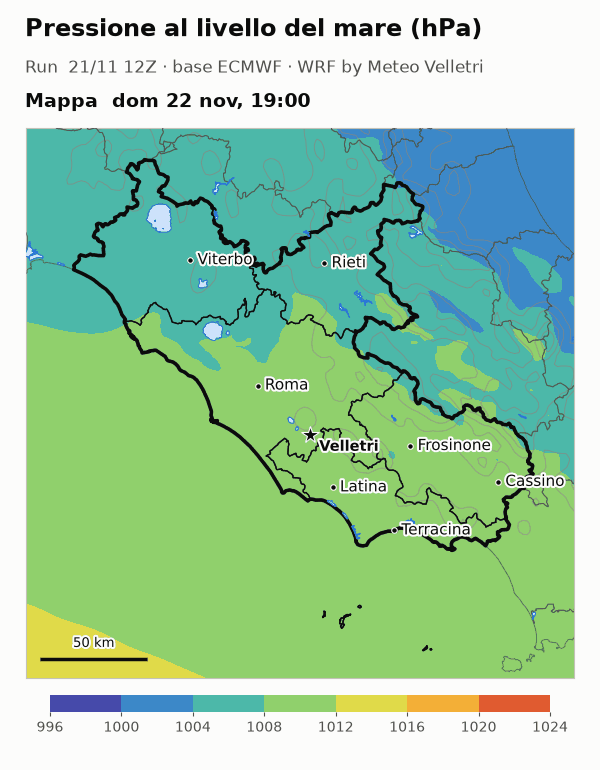 Pressione al livello del mare (hPa)
Run  21/11 12Z · base ECMWF · WRF by Meteo Velletri
Mappa  dom 22 nov, 19:00
Viterbo
Rieti
Roma
Velletri
Frosinone
Latina
Cassino
Terracina
50 km
996 1000 1004 1008 1012 1016 1020 1024